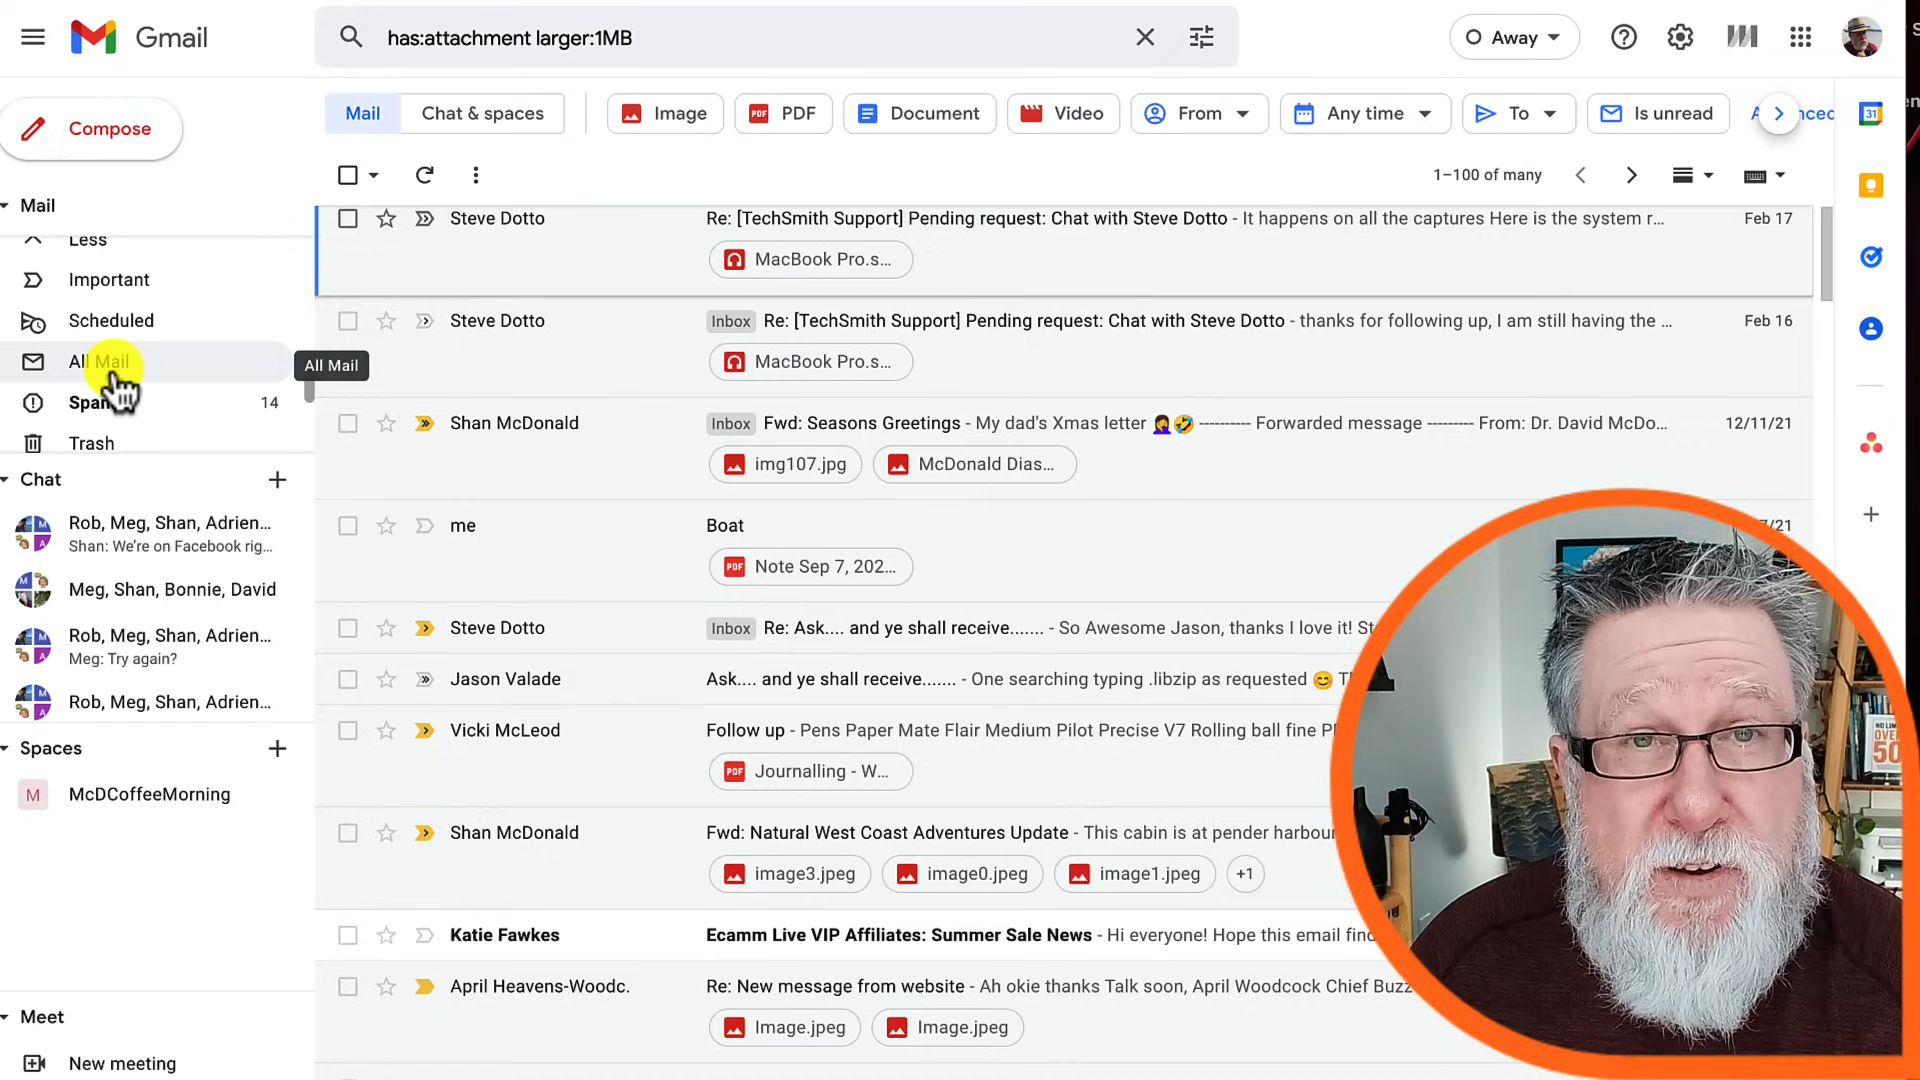 Gmail
has:attachment larger:1MB
Away
Compose
Mail
Chat & spaces
Image
PDF
PDF
Document
Video
From
Any time
To
Is unread
31
1–100 of many
Mail
Less
Important
Scheduled
All Mail
All Mail
Spam
14
Trash
Chat
Rob, Meg, Shan, Adrien...
Shan: We're on Facebook rig...
Meg, Shan, Bonnie, David
Rob, Meg, Shan, Adrien...
Meg: Try again?
Rob, Meg, Shan, Adrien...
Spaces
M
McDCoffeeMorning
Meet
New meeting
Steve Dotto
Re: [TechSmith Support] Pending request: Chat with Steve Dotto - It happens on all the captures Here is the system r...
Feb 17
MacBook Pro.s...
Steve Dotto
Inbox
Re: [TechSmith Support] Pending request: Chat with Steve Dotto - thanks for following up, I am still having the ...
Feb 16
MacBook Pro.s...
Shan McDonald
Inbox
Fwd: Seasons Greetings - My dad's Xmas letter 🤦‍♀️🤣 ---------- Forwarded message --------- From: Dr. David McDo...
12/11/21
img107.jpg
McDonald Dias...
me
Boat
7/21
PDF
Note Sep 7, 202...
Steve Dotto
Inbox
Re: Ask.... and ye shall receive....... - So Awesome Jason, thanks I love it!
Jason Valade
Ask.... and ye shall receive....... - One searching typing .libzip as requested 😊
Vicki McLeod
Follow up - Pens Paper Mate Flair Medium Pilot Precise V7 Rolling ball fine
PDF
Journalling - W...
Shan McDonald
Fwd: Natural West Coast Adventures Update - This cabin is at pender harbour
image3.jpeg
image0.jpeg
image1.jpeg
+1
Katie Fawkes
Ecamm Live VIP Affiliates: Summer Sale News - Hi everyone! Hope this email
April Heavens-Woodc.
Re: New message from website - Ah okie thanks Talk soon, April Woodcock Chief Buzz
Image.jpeg
Image.jpeg
OVER
50